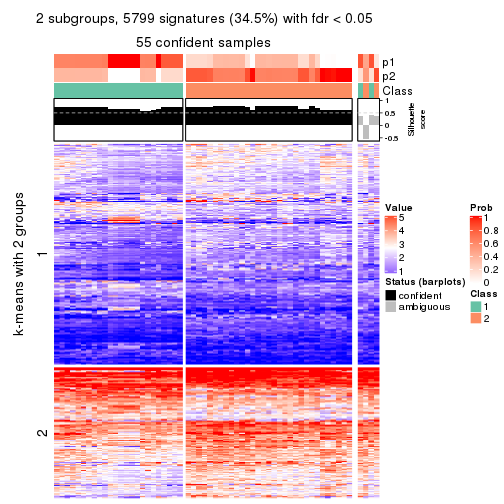 2 subgroups, 5799 signatures (34.5%) with fdr < 0.05
55 confident samples
p1
p2
Class
1
0.5
0
-0.5
Silhouette
score
k-means with 2 groups
1
2
Value
5
4
3
2
1
Status (barplots)
confident
ambiguous
Prob
1
0.8
0.6
0.4
0.2
0
Class
1
2